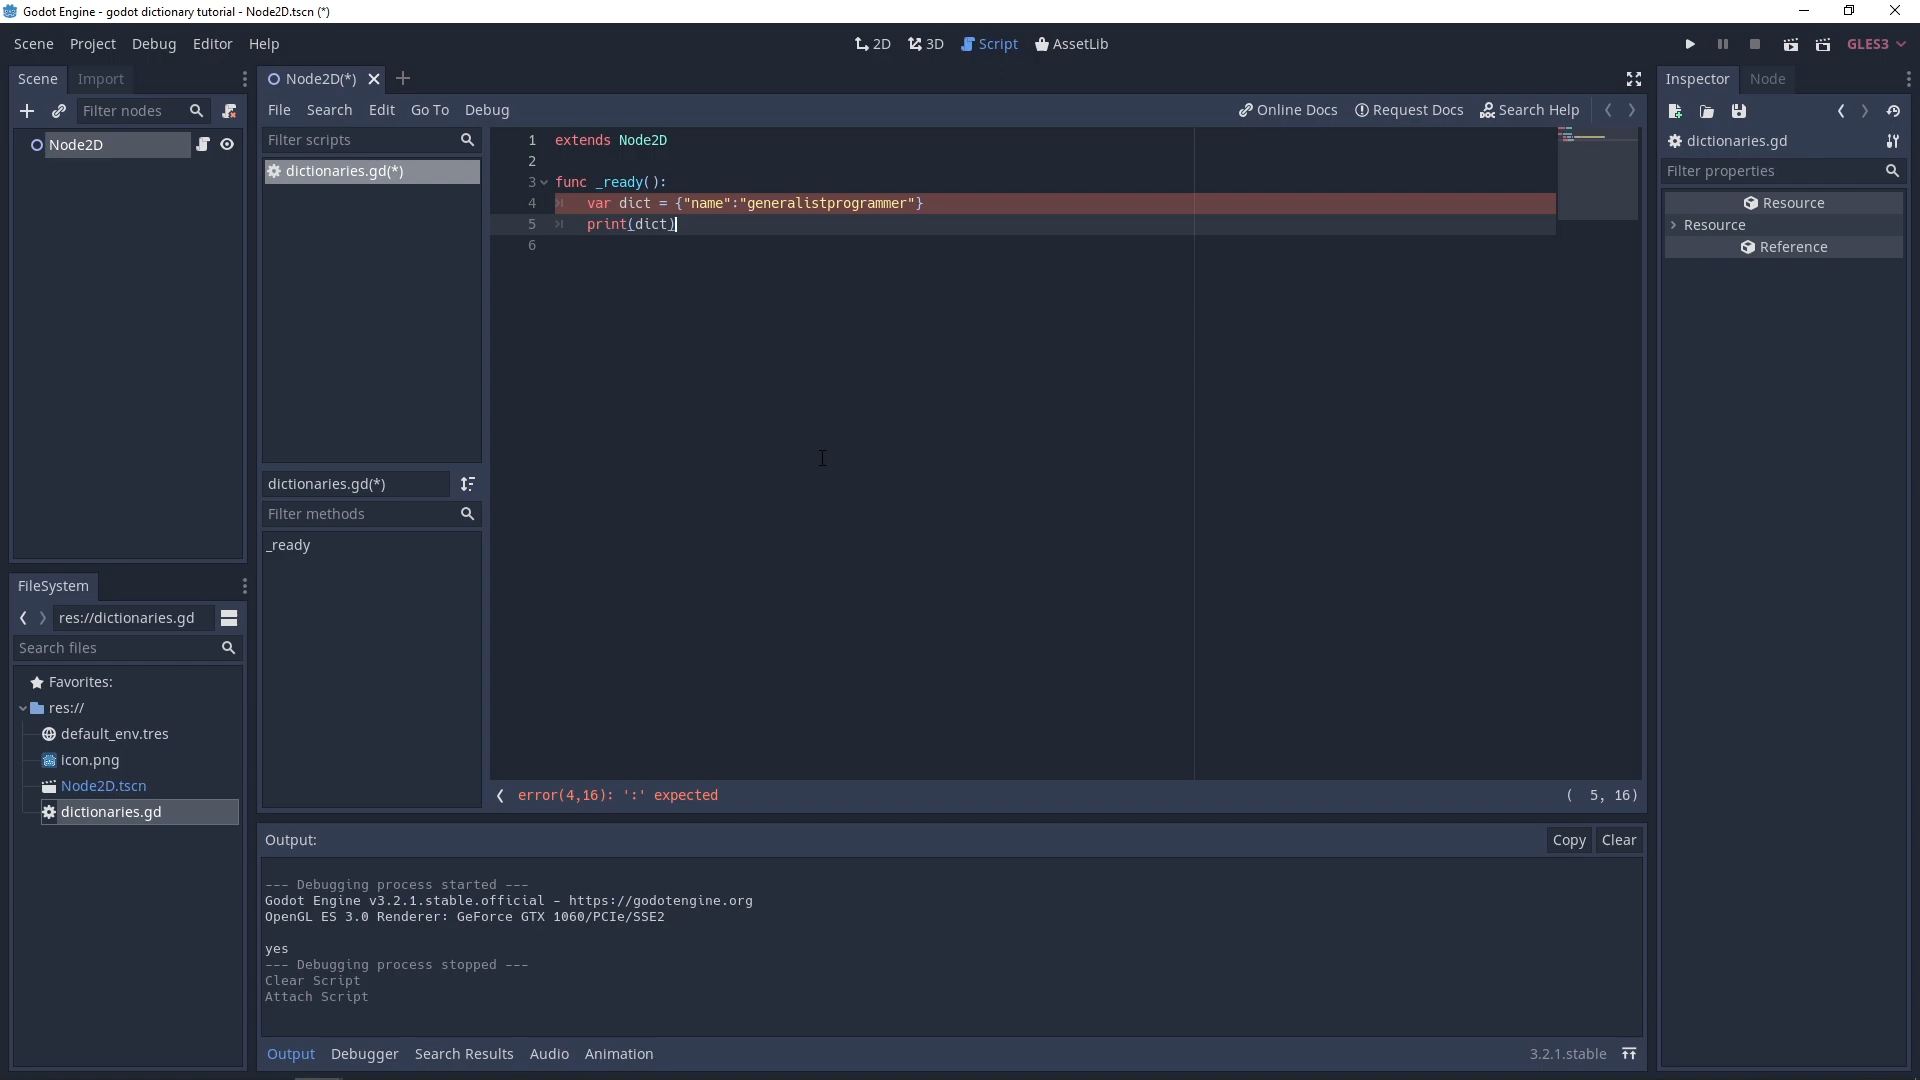 Godot Engine - godot dictionary tutorial - Node2D.tscn (*)
Scene Project Debug Editor Help
2D 3D Script AssetLib
GLES3
Scene Import
Node2D(*)
Inspector Node
Filter nodes
File Search Edit Go To Debug
Online Docs Request Docs Search Help
Node2D
Filter scripts
dictionaries.gd(*)
1 extends Node2D
2
3 func _ready():
4 var dict = {"name":"generalistprogrammer"}
5 print(dict)
6
dictionaries.gd
Filter properties
Resource
Resource
Reference
dictionaries.gd(*)
Filter methods
_ready
FileSystem
res://dictionaries.gd
Search files
Favorites:
res://
default_env.tres
icon.png
Node2D.tscn
dictionaries.gd
error(4,16): ':' expected
( 5, 16)
Output:
Copy Clear
--- Debugging process started ---
Godot Engine v3.2.1.stable.official - https://godotengine.org
OpenGL ES 3.0 Renderer: GeForce GTX 1060/PCIe/SSE2
yes
--- Debugging process stopped ---
Clear Script
Attach Script
Output Debugger Search Results Audio Animation
3.2.1.stable